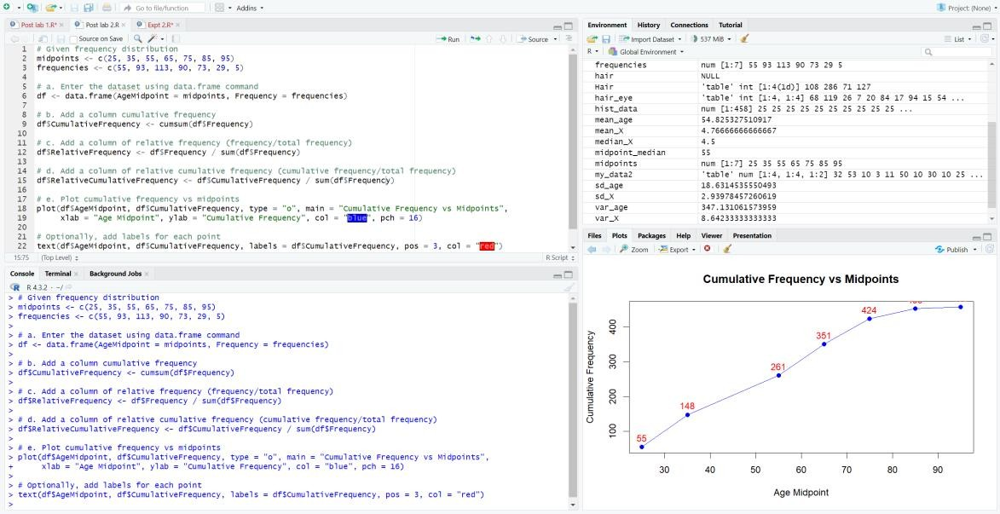 Go to file/function
Addins
Project: (None)
Post lab 1.R*
Post lab 2.R
Expt 2.R*
Source on Save
Run
Source
1 # Given frequency distribution
2 midpoints <- c(25, 35, 55, 65, 75, 85, 95)
3 frequencies <- c(55, 93, 113, 90, 73, 29, 5)
4
5 # a. Enter the dataset using data.frame command
6 df <- data.frame(AgeMidpoint = midpoints, Frequency = frequencies)
7
8 # b. Add a column cumulative frequency
9 df$CumulativeFrequency <- cumsum(df$Frequency)
10
11 # c. Add a column of relative frequency (frequency/total frequency)
12 df$RelativeFrequency <- df$Frequency / sum(df$Frequency)
13
14 # d. Add a column of relative cumulative frequency (cumulative frequency/total frequency)
15 df$RelativeCumulativeFrequency <- df$CumulativeFrequency / sum(df$Frequency)
16
17 # e. Plot cumulative frequency vs midpoints
18 plot(df$AgeMidpoint, df$CumulativeFrequency, type = "o", main = "Cumulative Frequency vs Midpoints",
19 xlab = "Age Midpoint", ylab = "Cumulative Frequency", col = "blue", pch = 16)
20
21 # Optionally, add labels for each point
22 text(df$AgeMidpoint, df$CumulativeFrequency, labels = df$CumulativeFrequency, pos = 3, col = "red")
15:75 (Top Level)
R Script
Console Terminal Background Jobs
R 4.3.2 · ~/
> # Given frequency distribution
> midpoints <- c(25, 35, 55, 65, 75, 85, 95)
> frequencies <- c(55, 93, 113, 90, 73, 29, 5)
>
> # a. Enter the dataset using data.frame command
> df <- data.frame(AgeMidpoint = midpoints, Frequency = frequencies)
>
> # b. Add a column cumulative frequency
> df$CumulativeFrequency <- cumsum(df$Frequency)
>
> # c. Add a column of relative frequency (frequency/total frequency)
> df$RelativeFrequency <- df$Frequency / sum(df$Frequency)
>
> # d. Add a column of relative cumulative frequency (cumulative frequency/total frequency)
> df$RelativeCumulativeFrequency <- df$CumulativeFrequency / sum(df$Frequency)
>
> # e. Plot cumulative frequency vs midpoints
> plot(df$AgeMidpoint, df$CumulativeFrequency, type = "o", main = "Cumulative Frequency vs Midpoints",
+ xlab = "Age Midpoint", ylab = "Cumulative Frequency", col = "blue", pch = 16)
>
> # Optionally, add labels for each point
> text(df$AgeMidpoint, df$CumulativeFrequency, labels = df$CumulativeFrequency, pos = 3, col = "red")
>
Environment History Connections Tutorial
Import Dataset 537 MiB List
R Global Environment
frequencies num [1:7] 55 93 113 90 73 29 5
hair NULL
Hair 'table' int [1:4(1d)] 108 286 71 127
hair_eye 'table' int [1:4, 1:4] 68 119 26 7 20 84 17 94 15 54 ...
hist_data num [1:458] 25 25 25 25 25 25 25 25 25 25 ...
mean_age 54.825327510917
mean_X 4.76666666666667
median_X 4.5
midpoint_median 55
midpoints num [1:7] 25 35 55 65 75 85 95
my_data2 'table' num [1:4, 1:4, 1:2] 32 53 10 3 11 50 10 30 10 25 ...
sd_age 18.6314535550493
sd_X 2.93978457260619
var_age 347.131061573959
var_X 8.64233333333333
Files Plots Packages Help Viewer Presentation
Zoom Export Publish
Cumulative Frequency vs Midpoints
Cumulative Frequency
400
300
200
100
55
148
261
351
424
30 40 50 60 70 80 90
Age Midpoint